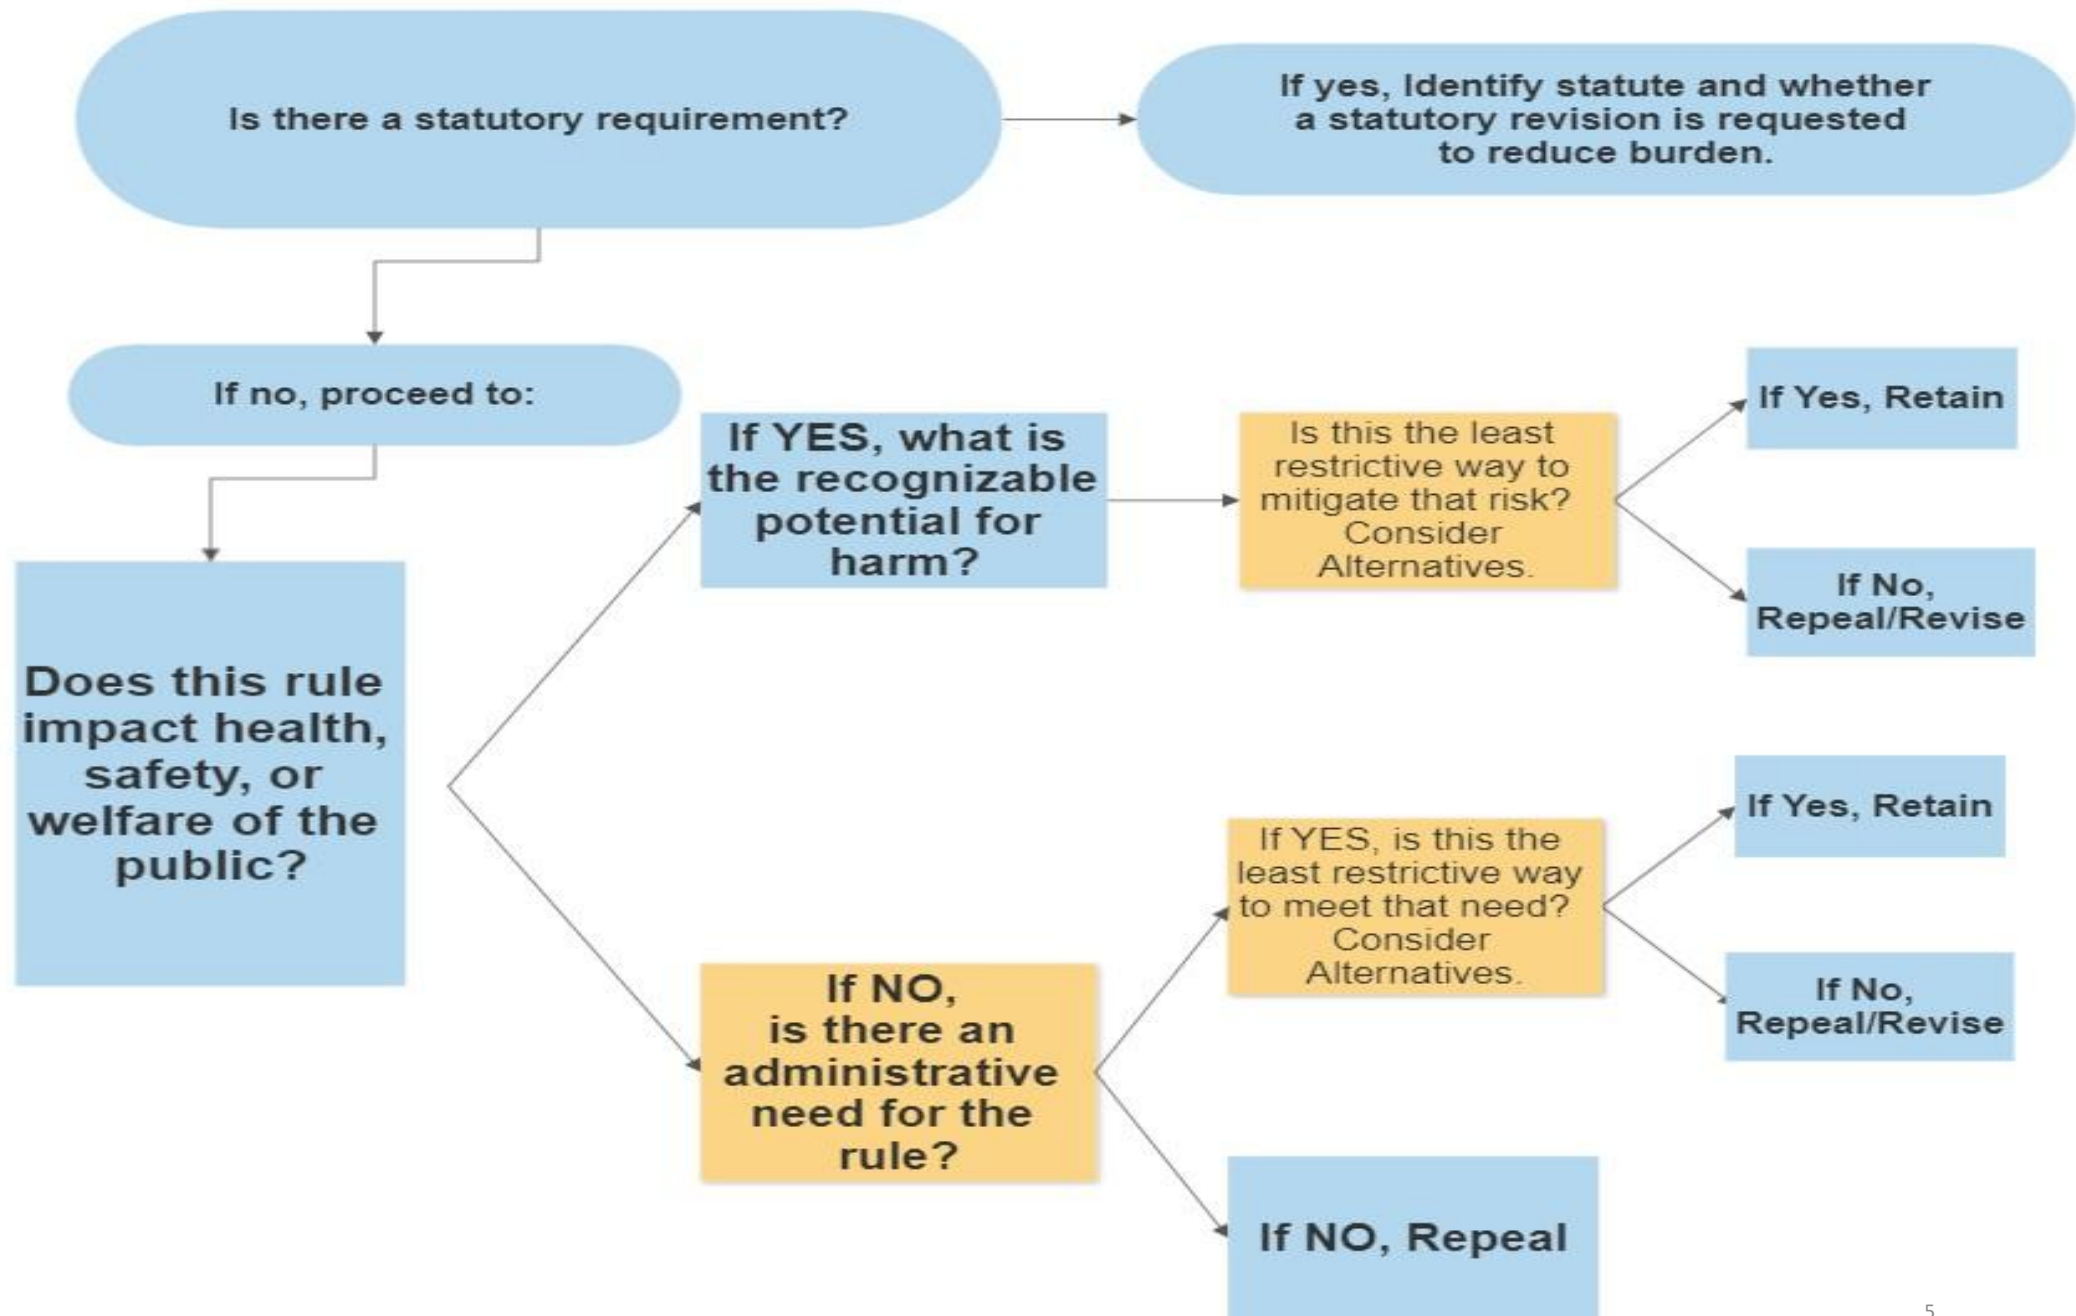 Is there a statutory requirement?
If yes, Identify statute and whether
a statutory revision is requested
to reduce burden.
If no, proceed to:
Does this rule
impact health,
safety, or
welfare of the
public?
If YES, what is
the recognizable
potential for
harm?
Is this the least
restrictive way to
mitigate that risk?
Consider
Alternatives.
If Yes, Retain
If No,
Repeal/Revise
If NO,
is there an
administrative
need for the
rule?
If YES, is this the
least restrictive way
to meet that need?
Consider
Alternatives.
If Yes, Retain
If No,
Repeal/Revise
If NO, Repeal
5